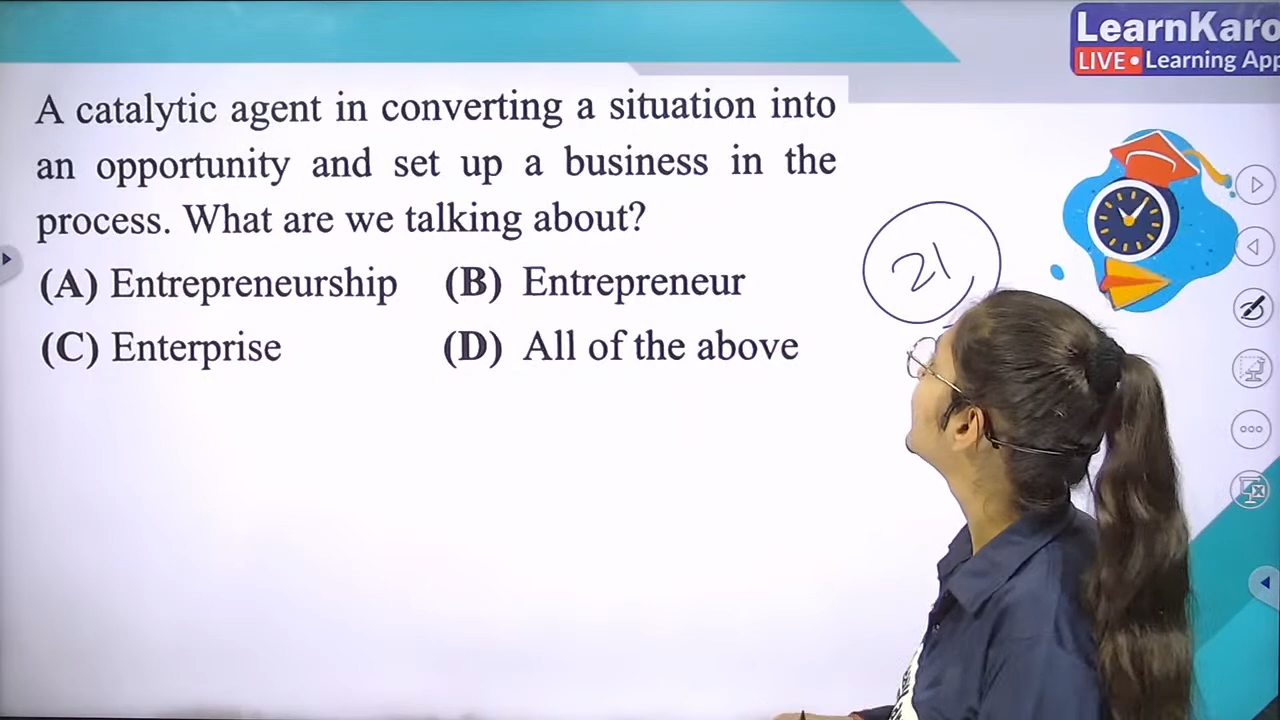 LearnKaro
LIVE • Learning App
A catalytic agent in converting a situation into
an opportunity and set up a business in the
process. What are we talking about?
(A) Entrepreneurship (B) Entrepreneur
(C) Enterprise (D) All of the above
21